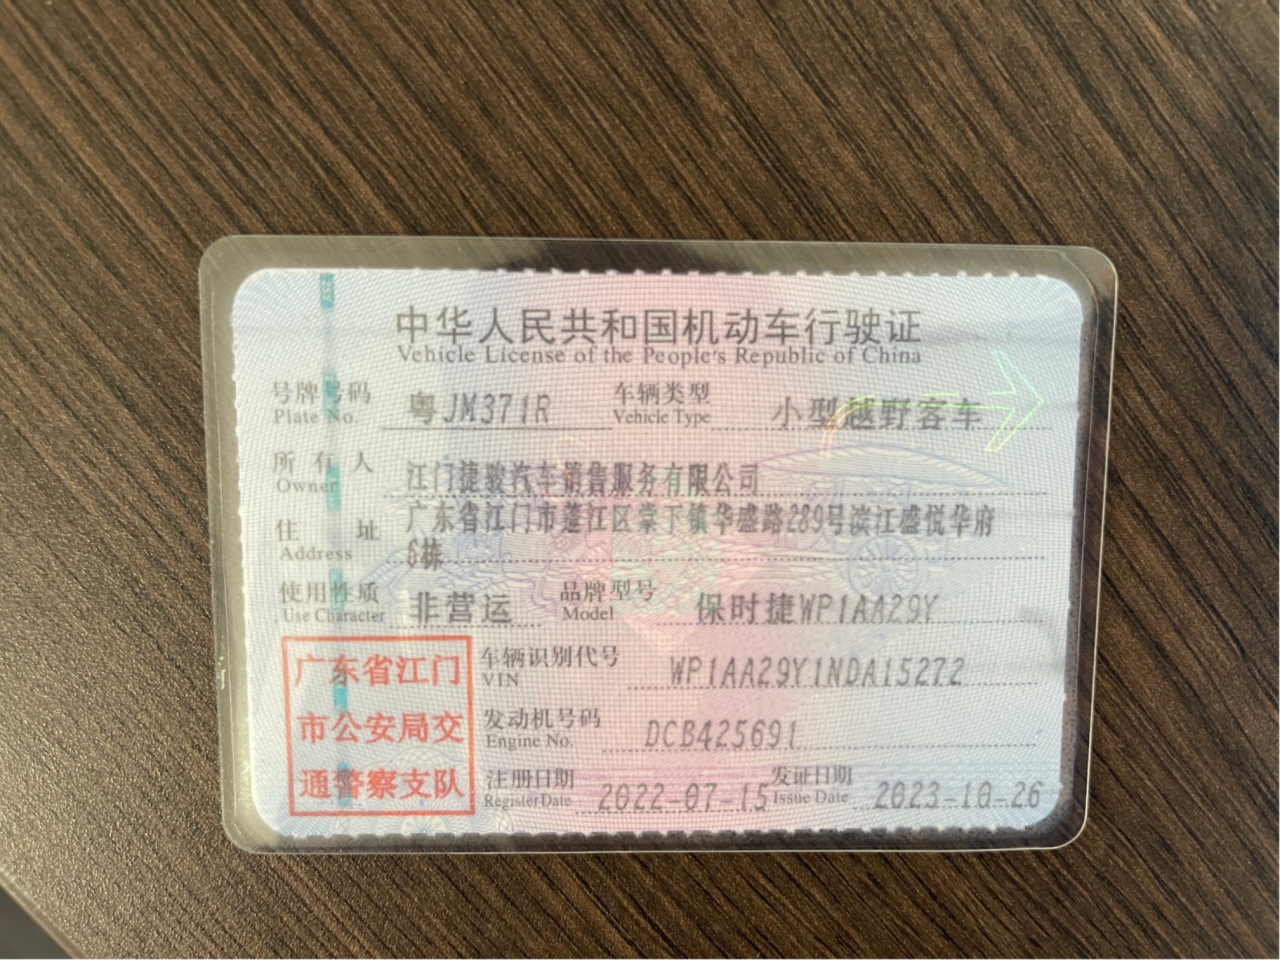 中华人民共和国机动车行驶证
Vehicle License of the People's Republic of China
号牌号码 粤JM371R 车辆类型 小型越野客车
Plate No. Vehicle Type
所有人 江门捷骏汽车销售服务有限公司
Owner
住址 广东省江门市蓬江区棠下镇华盛路289号滨江盛悦华府
Address 6栋
使用性质 非营运 品牌型号 保时捷WP1AA29Y
Use Character Model
广东省江门
市公安局交
通警察支队
车辆识别代号 WP1AA29Y1NDA15272
VIN
发动机号码 DCB425691
Engine No.
注册日期 2022-07-15 发证日期 2023-10-26
Register Date Issue Date